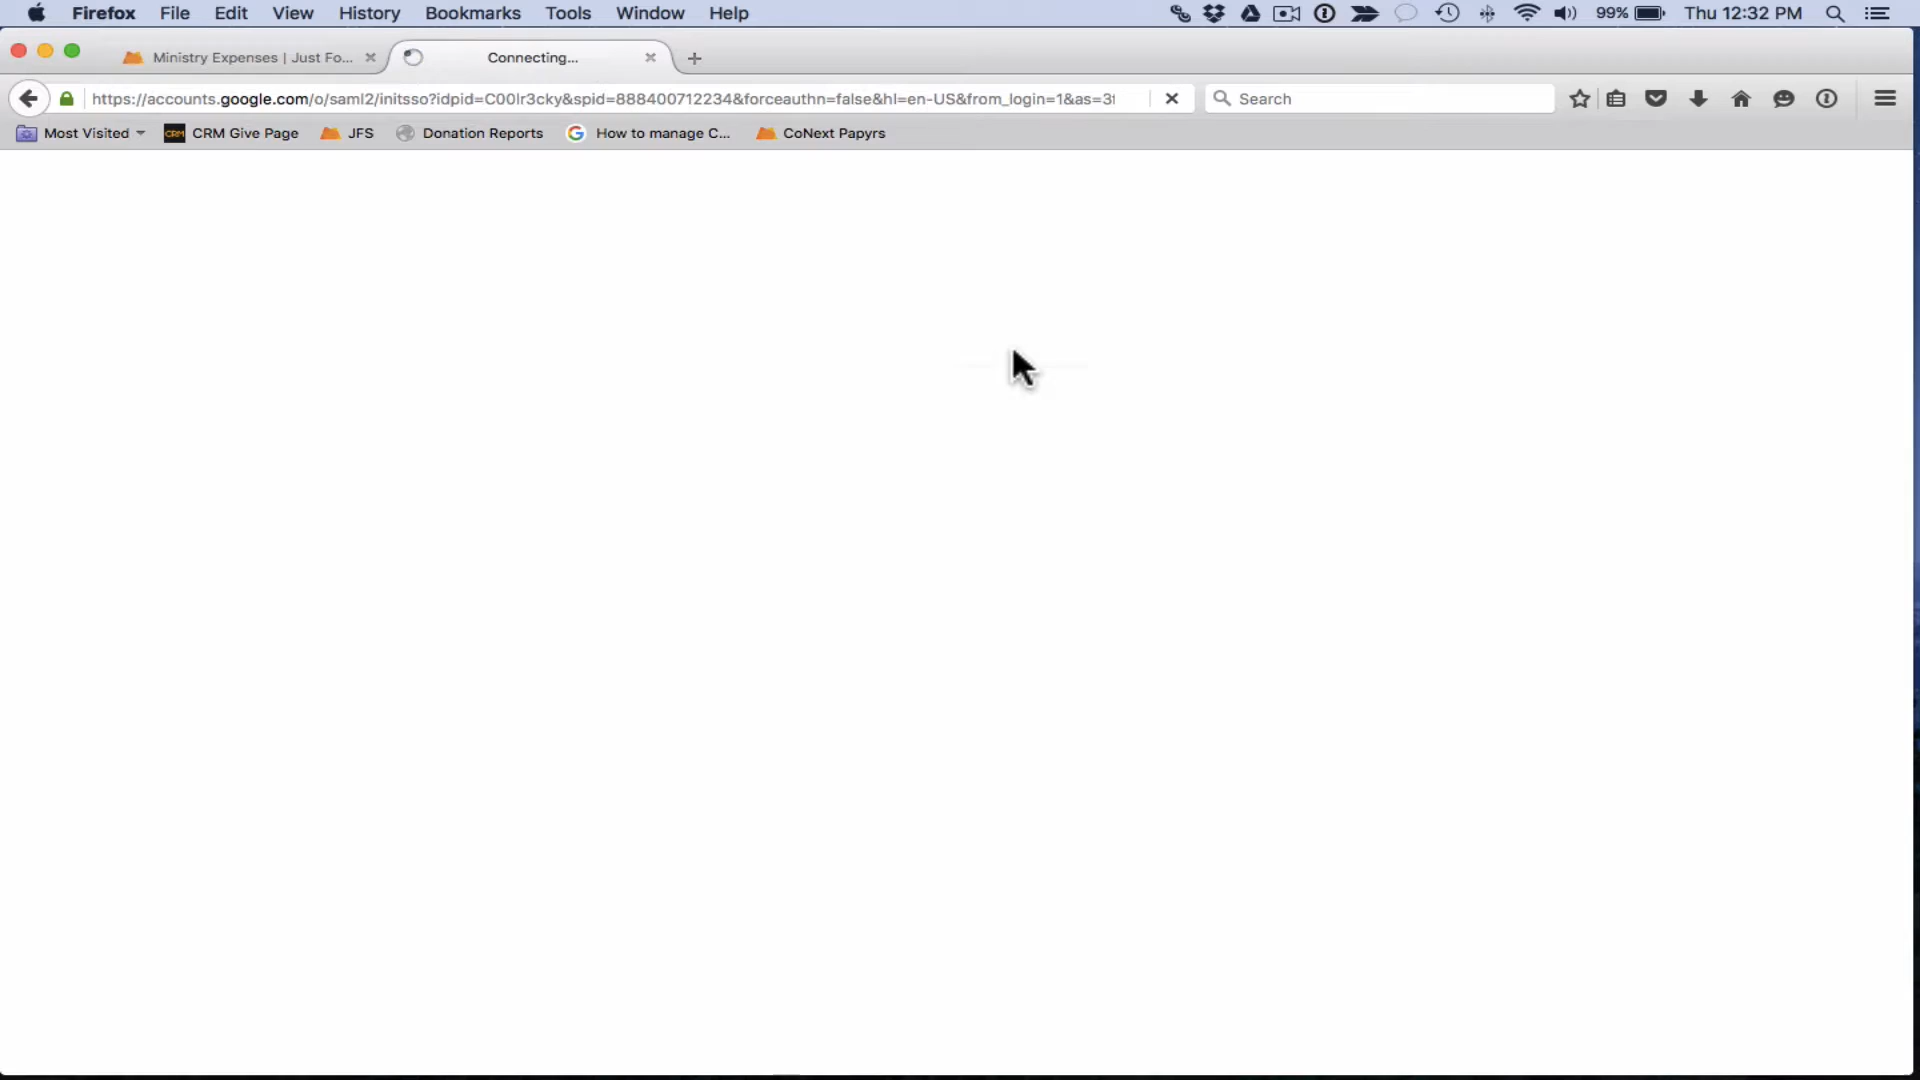 Firefox File Edit View History Bookmarks Tools Window Help 99% Thu 12:32 PM
Ministry Expenses | Just Fo... Connecting...
https://accounts.google.com/o/saml2/initsso?idpid=C00lr3cky&spid=888400712234&forceauthn=false&hl=en-US&from_login=1&as=3f Search
Most Visited CRM CRM Give Page JFS Donation Reports G How to manage C... CoNext Papyrs